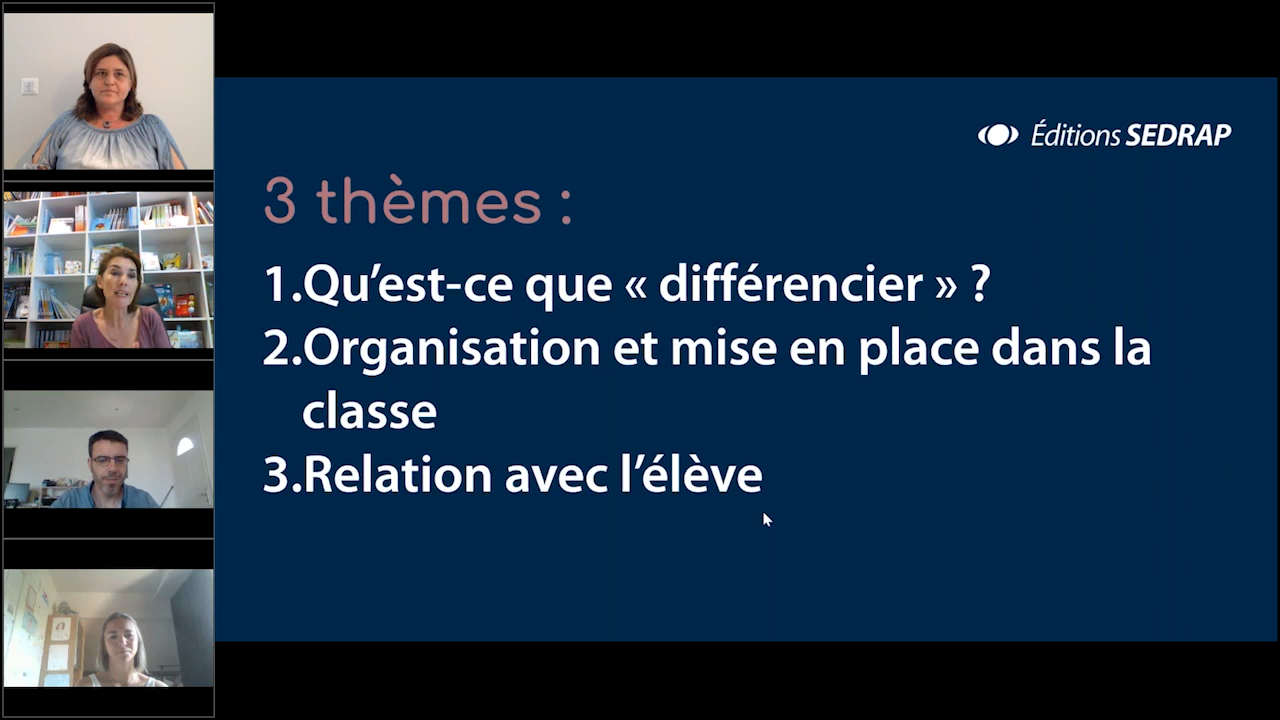 Éditions SEDRAP
3 thèmes :
1.Qu’est-ce que « différencier » ?
2.Organisation et mise en place dans la
classe
3.Relation avec l’élève